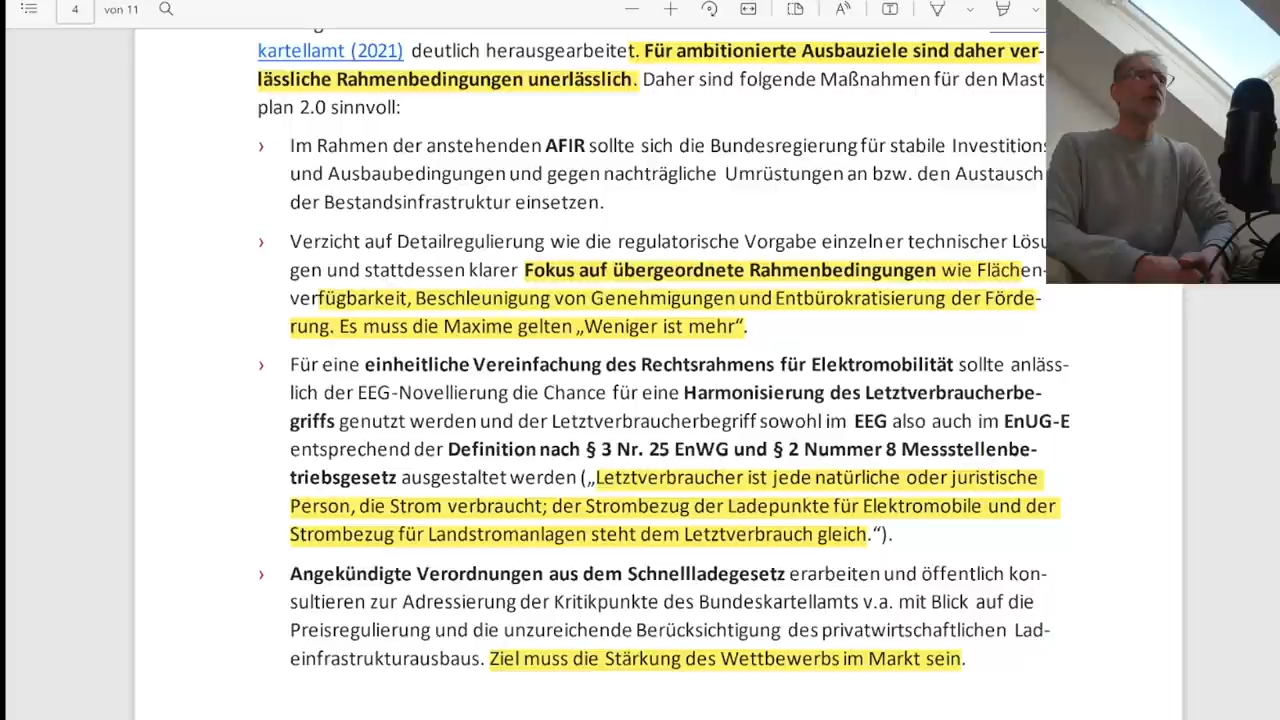 4 von 11
kartellamt (2021) deutlich herausgearbeitet. Für ambitionierte Ausbauziele sind daher ver-
lässliche Rahmenbedingungen unerlässlich. Daher sind folgende Maßnahmen für den Mast
plan 2.0 sinnvoll:
› Im Rahmen der anstehenden AFIR sollte sich die Bundesregierung für stabile Investitions
und Ausbaubedingungen und gegen nachträgliche Umrüstungen an bzw. den Austausch
der Bestandsinfrastruktur einsetzen.
› Verzicht auf Detailregulierung wie die regulatorische Vorgabe einzelner technischer Lösu
gen und stattdessen klarer Fokus auf übergeordnete Rahmenbedingungen wie Flächen-
verfügbarkeit, Beschleunigung von Genehmigungen und Entbürokratisierung der Förde-
rung. Es muss die Maxime gelten „Weniger ist mehr“.
› Für eine einheitliche Vereinfachung des Rechtsrahmens für Elektromobilität sollte anläss-
lich der EEG-Novellierung die Chance für eine Harmonisierung des Letztverbraucherbe-
griffs genutzt werden und der Letztverbraucherbegriff sowohl im EEG also auch im EnUG-E
entsprechend der Definition nach § 3 Nr. 25 EnWG und § 2 Nummer 8 Messstellenbe-
triebsgesetz ausgestaltet werden („Letztverbraucher ist jede natürliche oder juristische
Person, die Strom verbraucht; der Strombezug der Ladepunkte für Elektromobile und der
Strombezug für Landstromanlagen steht dem Letztverbrauch gleich.“).
› Angekündigte Verordnungen aus dem Schnellladegesetz erarbeiten und öffentlich kon-
sultieren zur Adressierung der Kritikpunkte des Bundeskartellamts v.a. mit Blick auf die
Preisregulierung und die unzureichende Berücksichtigung des privatwirtschaftlichen Lad-
einfrastrukturausbaus. Ziel muss die Stärkung des Wettbewerbs im Markt sein.